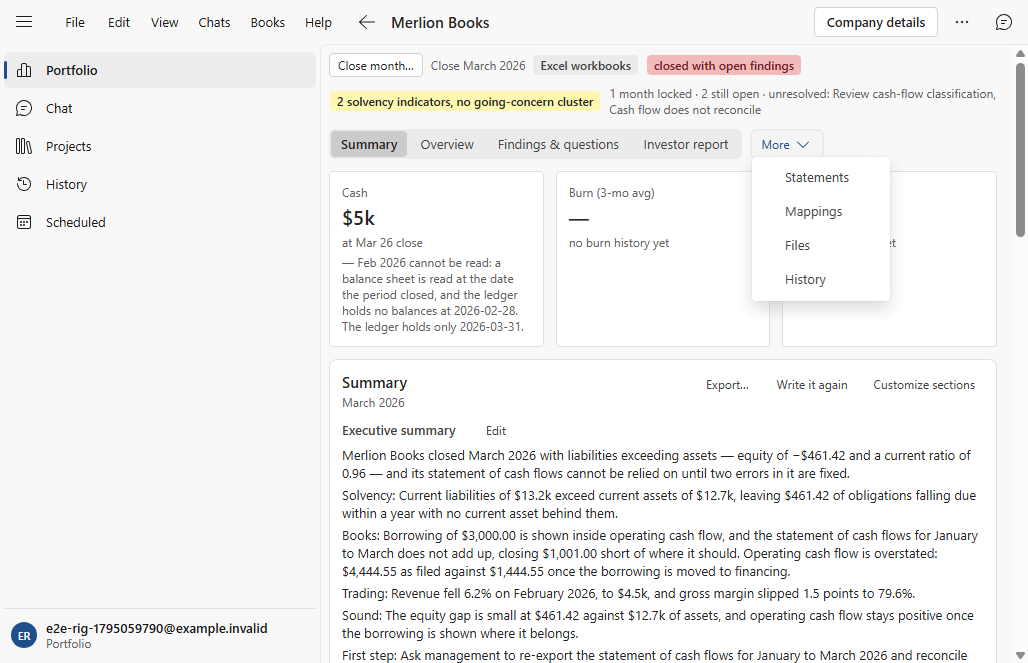 File Edit View Chats Books Help Merlion Books Company details
Portfolio
Chat
Projects
History
Scheduled
Close month... Close March 2026 Excel workbooks closed with open findings
2 solvency indicators, no going-concern cluster
1 month locked · 2 still open · unresolved: Review cash-flow classification,
Cash flow does not reconcile
Summary Overview Findings & questions Investor report More
Statements
Mappings
Files
History
Cash
$5k
at Mar 26 close
— Feb 2026 cannot be read: a
balance sheet is read at the date
the period closed, and the ledger
holds no balances at 2026-02-28.
The ledger holds only 2026-03-31.
Burn (3-mo avg)
—
no burn history yet
Summary
March 2026
Export... Write it again Customize sections
Executive summary Edit
Merlion Books closed March 2026 with liabilities exceeding assets — equity of −$461.42 and a current ratio of
0.96 — and its statement of cash flows cannot be relied on until two errors in it are fixed.
Solvency: Current liabilities of $13.2k exceed current assets of $12.7k, leaving $461.42 of obligations falling due
within a year with no current asset behind them.
Books: Borrowing of $3,000.00 is shown inside operating cash flow, and the statement of cash flows for January
to March does not add up, closing $1,001.00 short of where it should. Operating cash flow is overstated:
$4,444.55 as filed against $1,444.55 once the borrowing is moved to financing.
Trading: Revenue fell 6.2% on February 2026, to $4.5k, and gross margin slipped 1.5 points to 79.6%.
Sound: The equity gap is small at $461.42 against $12.7k of assets, and operating cash flow stays positive once
the borrowing is shown where it belongs.
First step: Ask management to re-export the statement of cash flows for January to March 2026 and reconcile
ER
e2e-rig-1795059790@example.invalid
Portfolio